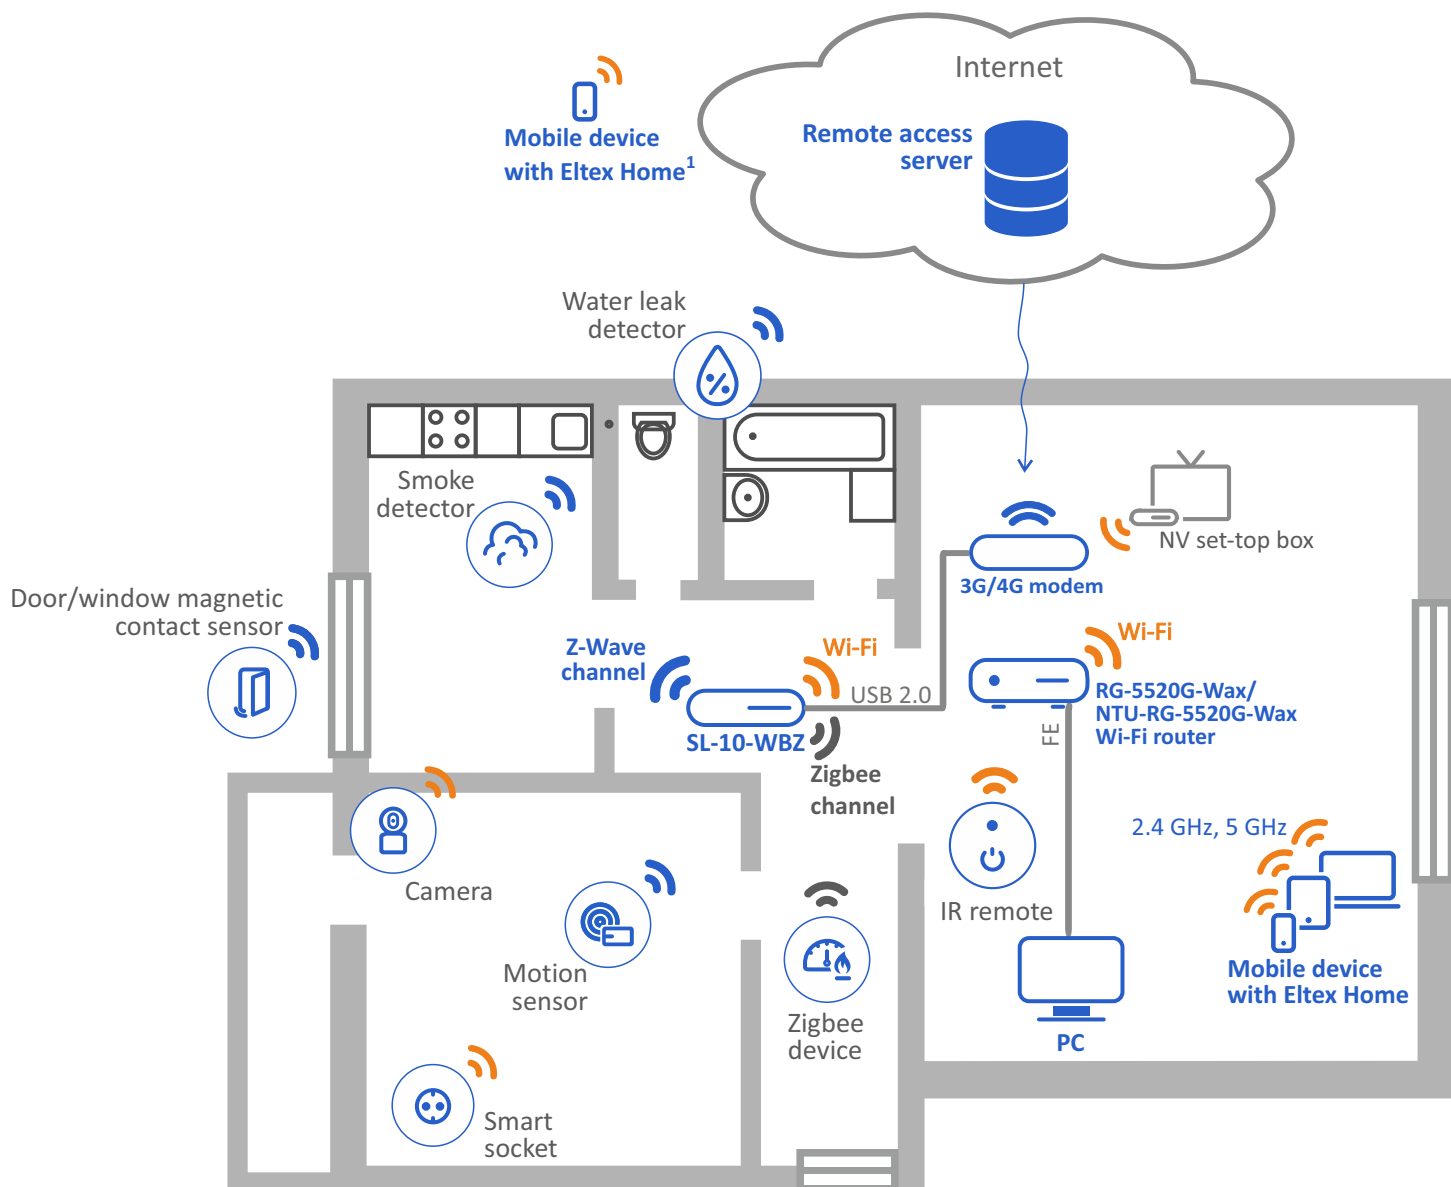 Internet
Remote access
server
Mobile device
with Eltex Home¹
Water leak
detector
Smoke
detector
NV set-top box
3G/4G modem
Door/window magnetic
contact sensor
Z-Wave
channel
Wi-Fi
USB 2.0
SL-10-WBZ
Zigbee
channel
Wi-Fi
RG-5520G-Wax/
NTU-RG-5520G-Wax
Wi-Fi router
FE
2.4 GHz, 5 GHz
Camera
IR remote
Motion
sensor
Mobile device
with Eltex Home
Zigbee
device
PC
Smart
socket